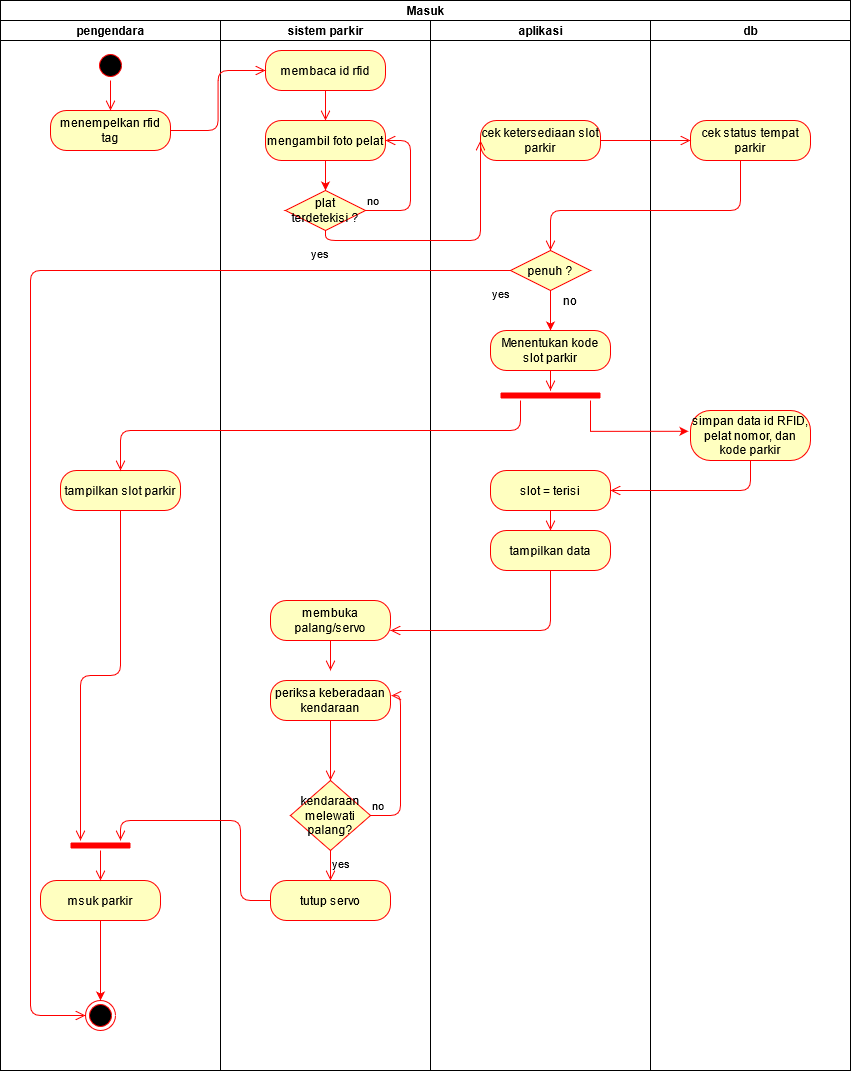 Masuk
pengendara
sistem parkir
aplikasi
db
membaca id rfid
menempelkan rfid
tag
mengambil foto pelat
cek ketersediaan slot
parkir
cek status tempat
parkir
plat
terdetekisi ?
no
yes
penuh ?
yes
no
Menentukan kode
slot parkir
simpan data id RFID,
pelat nomor, dan
kode parkir
tampilkan slot parkir
slot = terisi
tampilkan data
membuka
palang/servo
periksa keberadaan
kendaraan
kendaraan
melewati
palang?
no
yes
msuk parkir
tutup servo